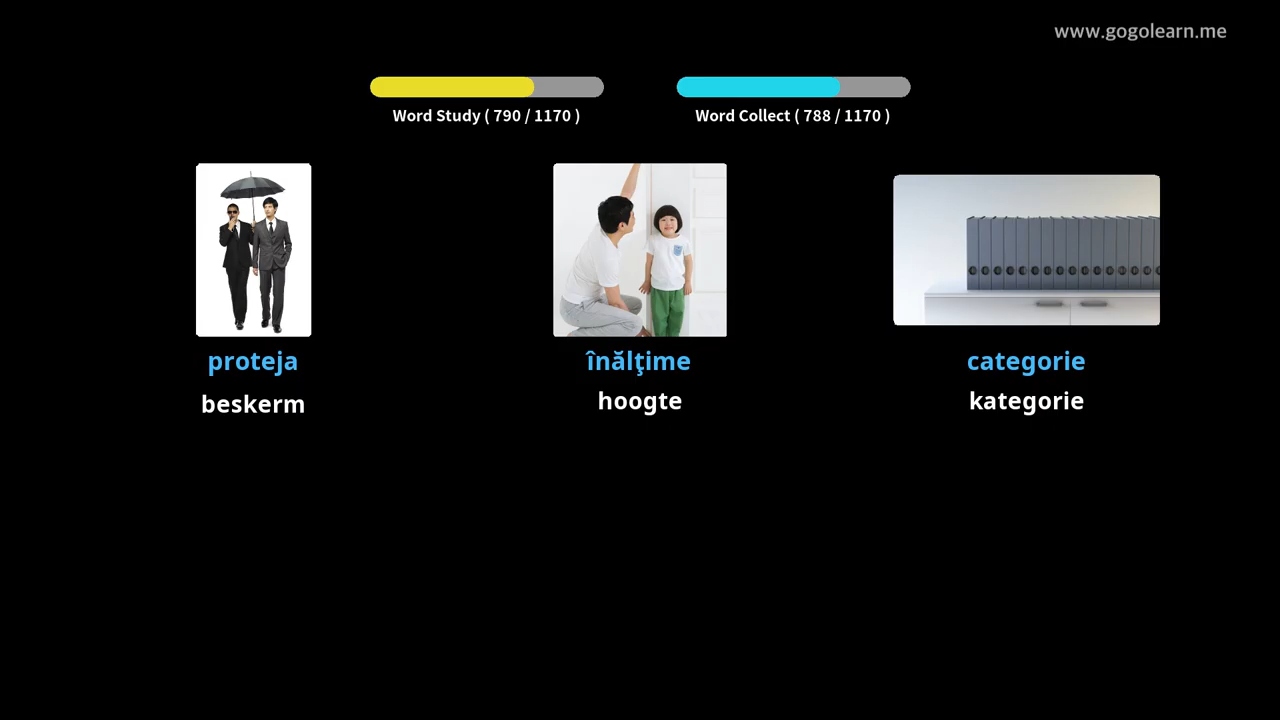 www.gogolearn.me
Word Study ( 790 / 1170 )
Word Collect ( 788 / 1170 )
proteja
înălţime
categorie
beskerm
hoogte
kategorie